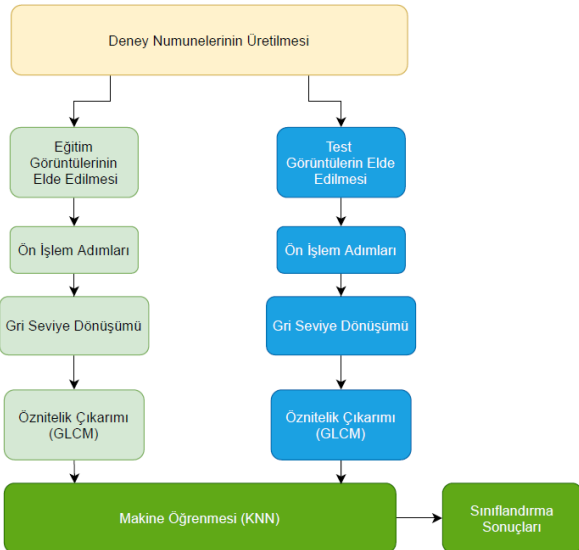 Deney Numunelerinin Üretilmesi
Eğitim
Görüntülerinin
Elde Edilmesi
Test
Görüntülerin Elde
Edilmesi
Ön İşlem Adımları
Ön İşlem Adımları
Gri Seviye Dönüşümü
Gri Seviye Dönüşümü
Öznitelik Çıkarımı
(GLCM)
Öznitelik Çıkarımı
(GLCM)
Makine Öğrenmesi (KNN)
Sınıflandırma
Sonuçları